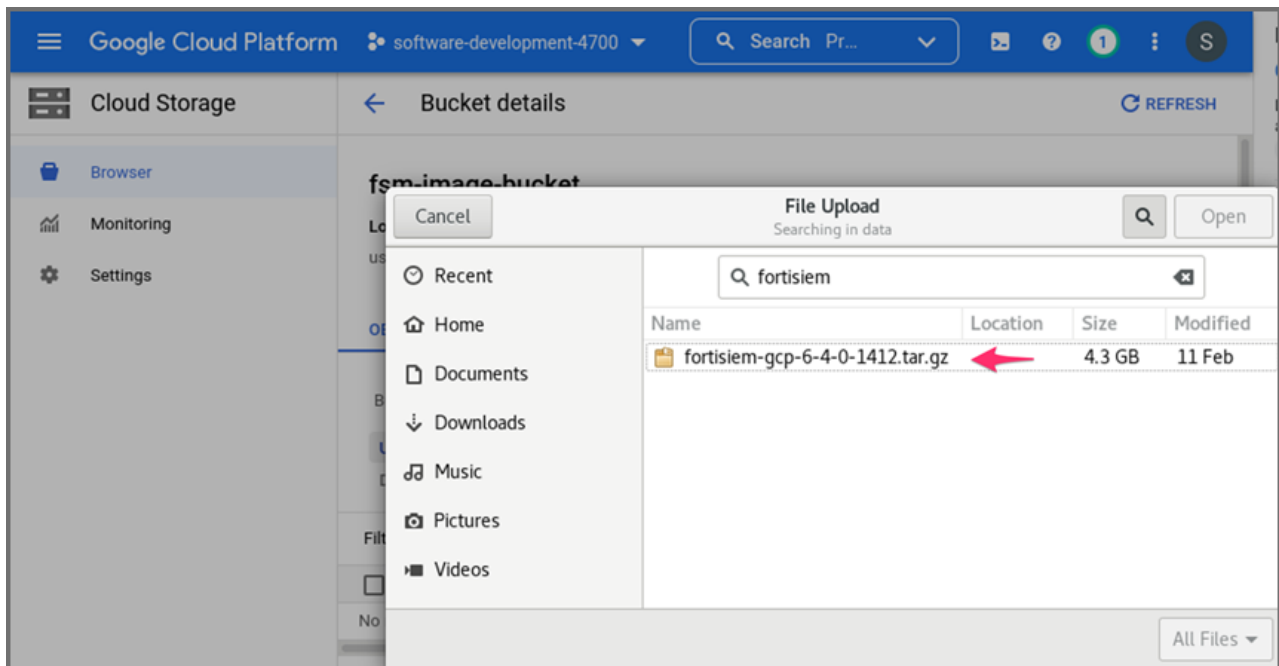 Google Cloud Platform software-development-4700 Search Pr... 1 S
Cloud Storage Bucket details REFRESH
Browser
fsm-image-bucket
Monitoring
Settings
Cancel File Upload Open
Searching in data
Recent
Home
Documents
Downloads
Music
Pictures
Videos
fortisiem
Name Location Size Modified
fortisiem-gcp-6-4-0-1412.tar.gz 4.3 GB 11 Feb
No
All Files